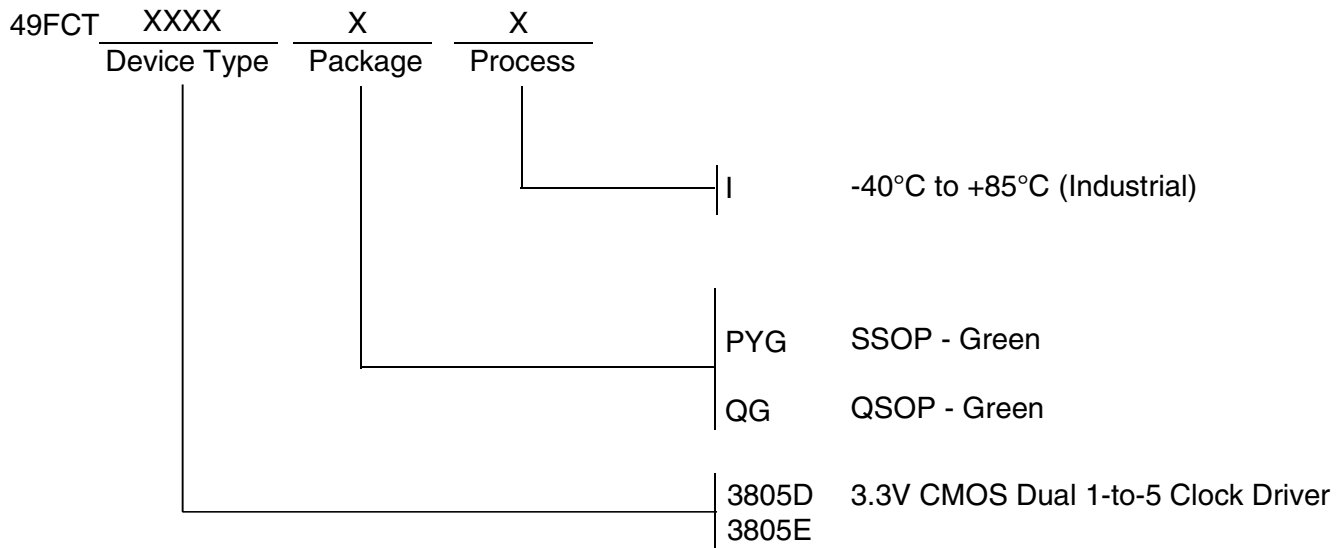 49FCT XXXX X X
Device Type Package Process
I -40°C to +85°C (Industrial)
PYG SSOP - Green
QG QSOP - Green
3805D 3.3V CMOS Dual 1-to-5 Clock Driver
3805E